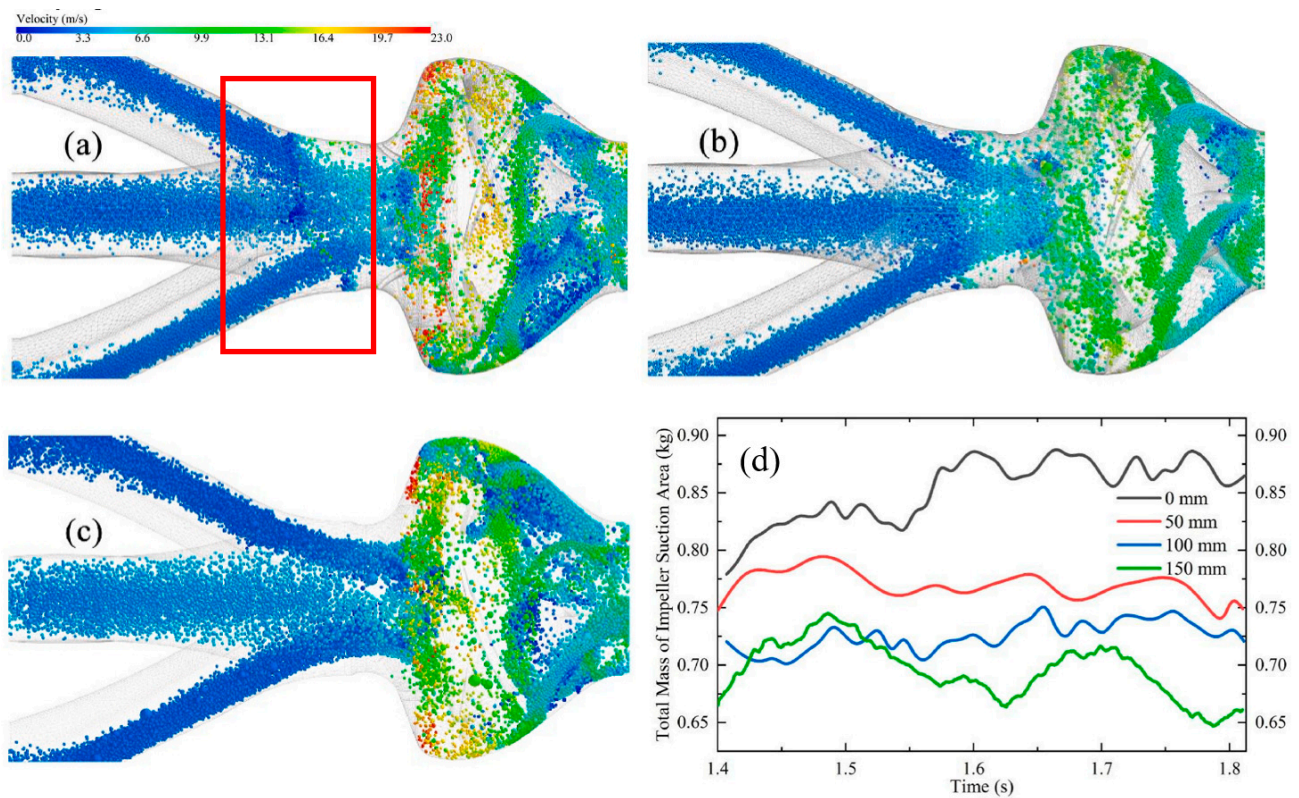 Velocity (m/s)
0.0 3.3 6.6 9.9 13.1 16.4 19.7 23.0
(a)
(b)
(c)
(d)
Total Mass of Impeller Suction Area (kg)
0.90 0.90
0.85 0.85
0.80 0.80
0.75 0.75
0.70 0.70
0.65 0.65
0 mm
50 mm
100 mm
150 mm
1.4 1.5 1.6 1.7 1.8
Time (s)